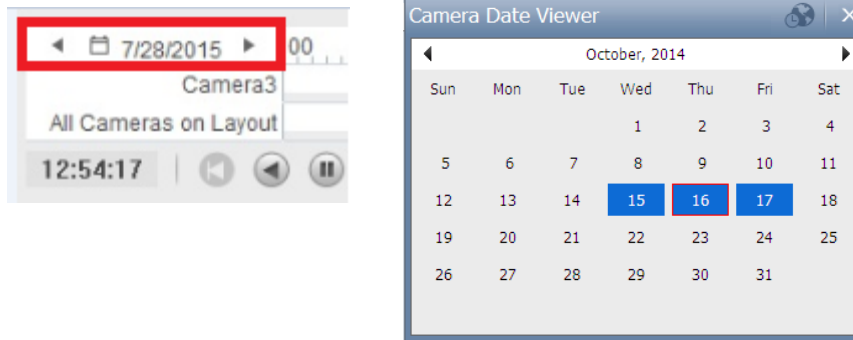 7/28/2015 00
Camera3
All Cameras on Layout
12:54:17
Camera Date Viewer
October, 2014
Sun Mon Tue Wed Thu Fri Sat
1 2 3 4
5 6 7 8 9 10 11
12 13 14 15 16 17 18
19 20 21 22 23 24 25
26 27 28 29 30 31